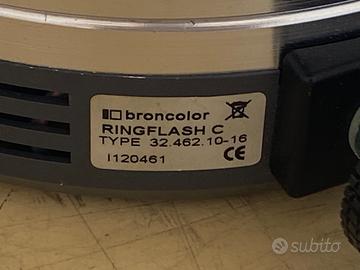 broncolor
RINGFLASH C
TYPE 32.462.10-16
I120461 CE
subito